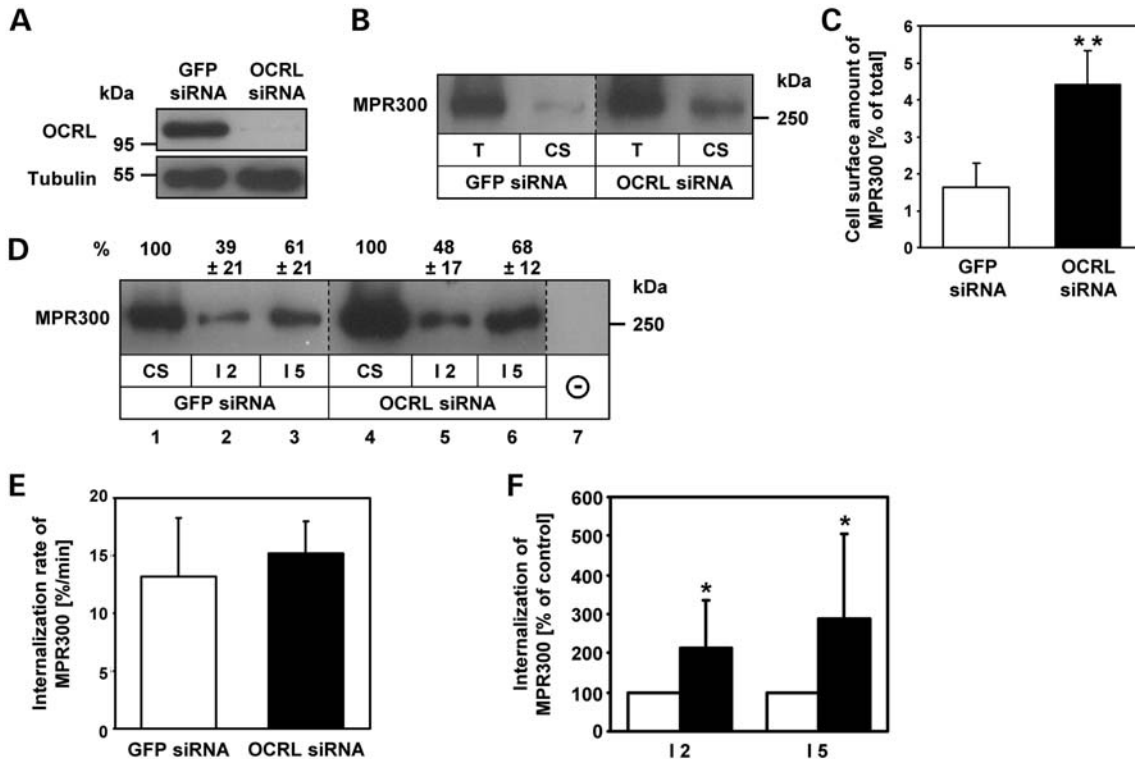 A
GFP siRNA
OCRL siRNA
kDa
OCRL
95
Tubulin
55
B
kDa
MPR300
250
T CS T CS
GFP siRNA OCRL siRNA
C
Cell surface amount of MPR300 [% of total]
6
5
4
3
2
1
0
* *
GFP siRNA
OCRL siRNA
D
% 100 39 ± 21 61 ± 21 100 48 ± 17 68 ± 12
kDa
MPR300
250
CS I 2 I 5 CS I 2 I 5 -
GFP siRNA OCRL siRNA
1 2 3 4 5 6 7
E
Internalization rate of MPR300 [%/min]
20
15
10
5
0
GFP siRNA OCRL siRNA
F
Internalization of MPR300 [% of control]
600
500
400
300
200
100
0
* *
I 2 I 5